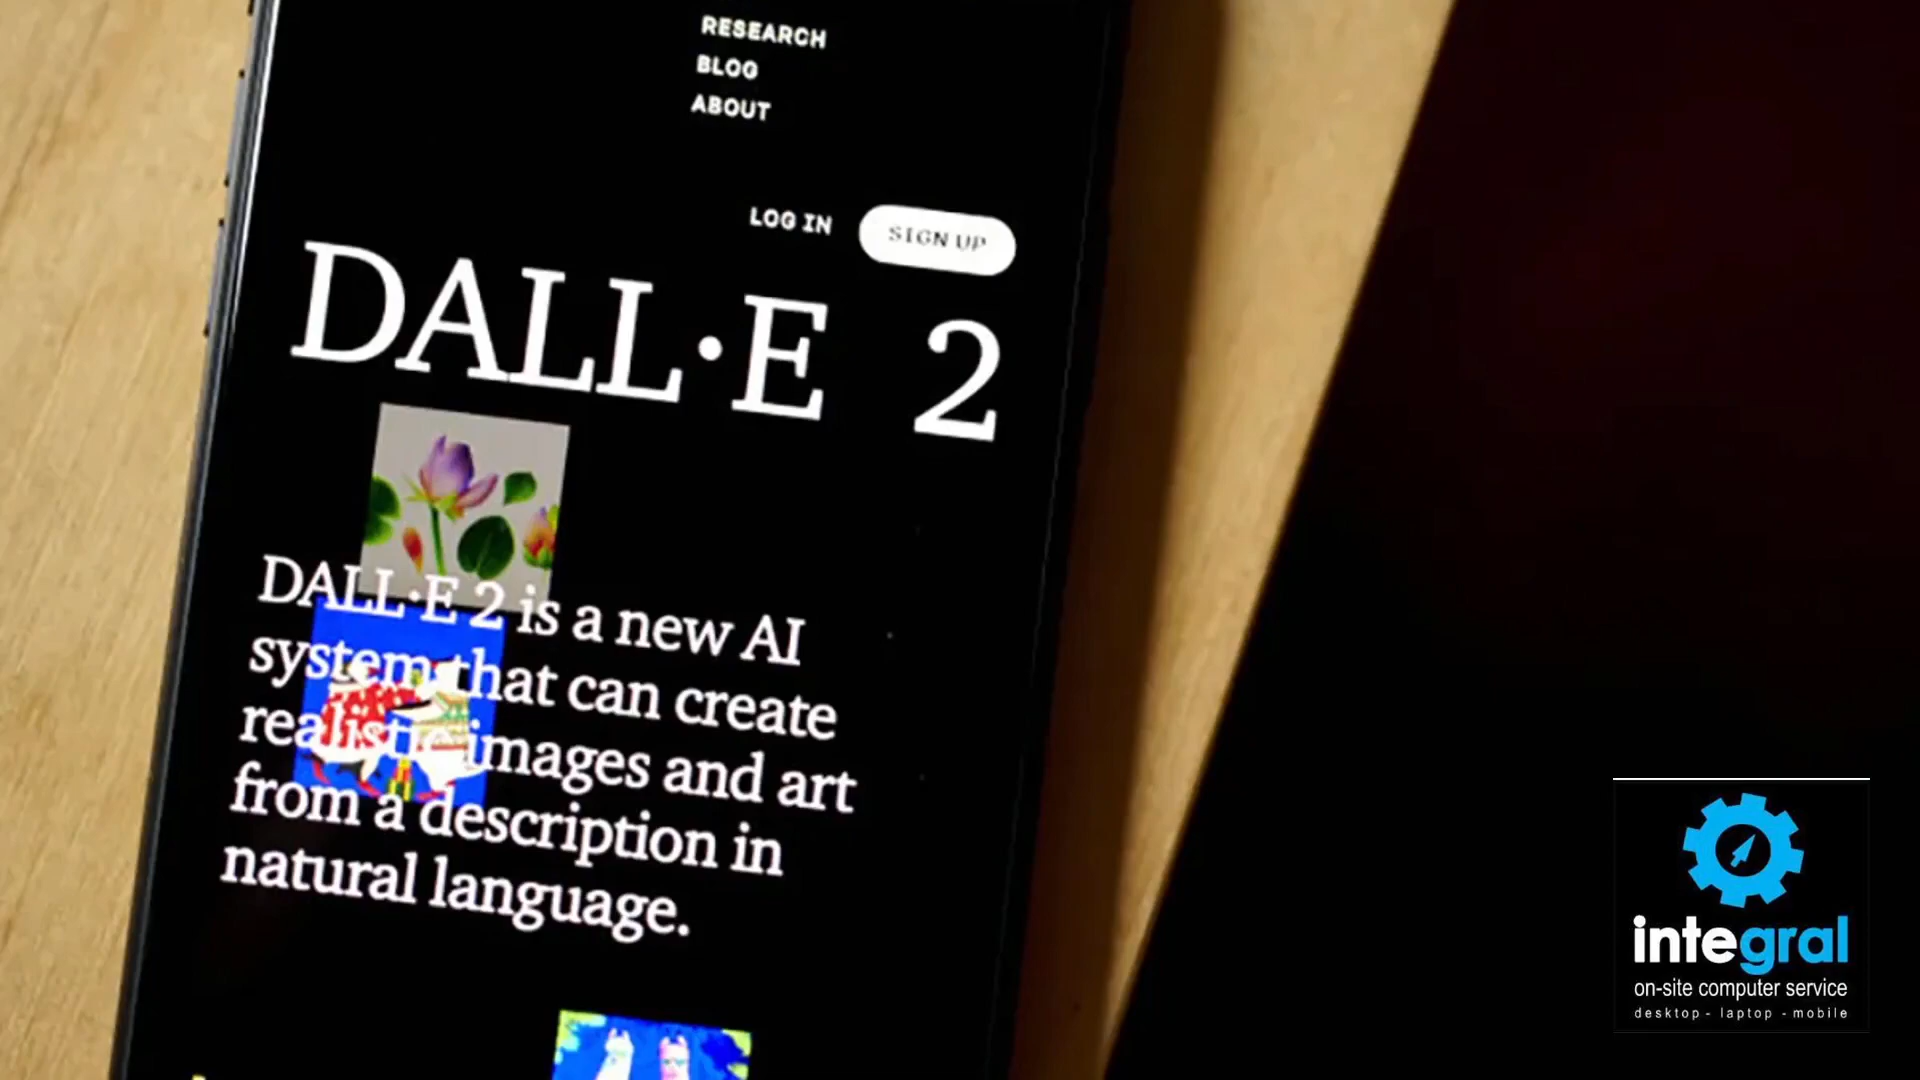 RESEARCH
BLOG
ABOUT
LOG IN
SIGN UP
DALL·E 2
DALL·E 2 is a new AI
system that can create
realistic images and art
from a description in
natural language.
integral
on-site computer service
desktop - laptop - mobile